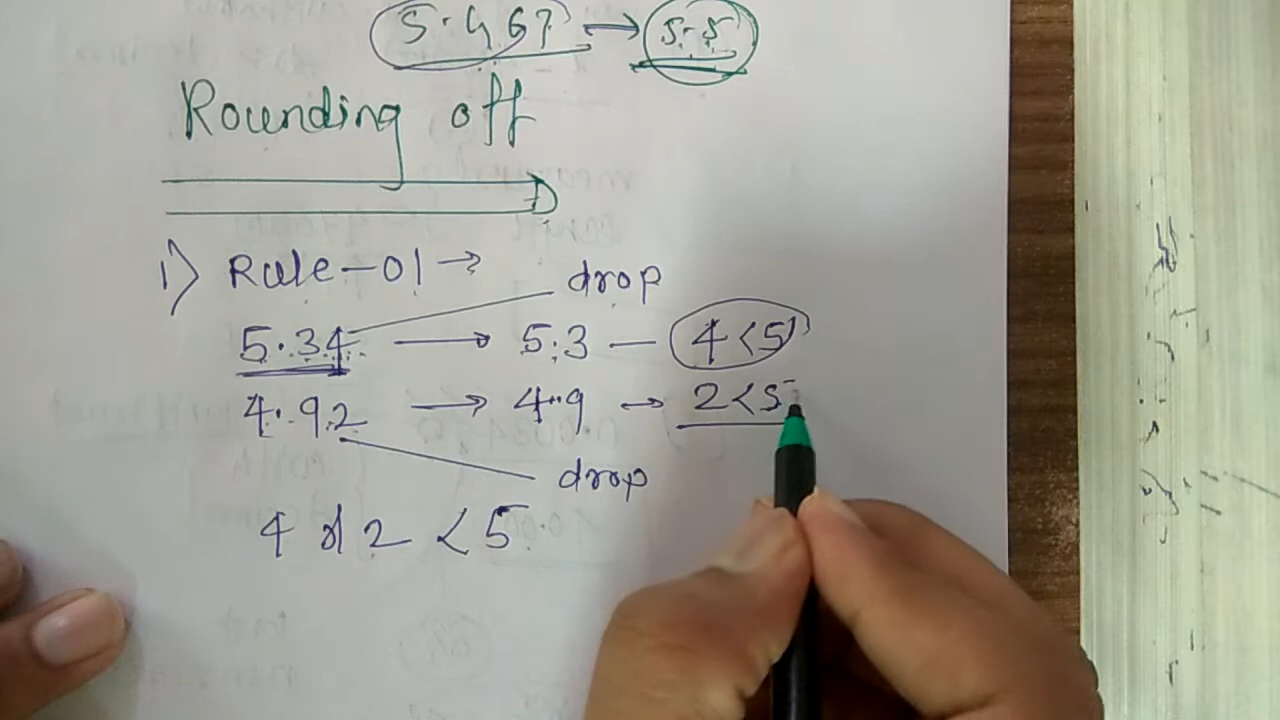 5.467 → 5.5
Rounding off
1) Rule-01 →
drop
5.34 → 5.3 — 4<5
4.92 → 4.9 → 2<5
drop
4 2 < 5